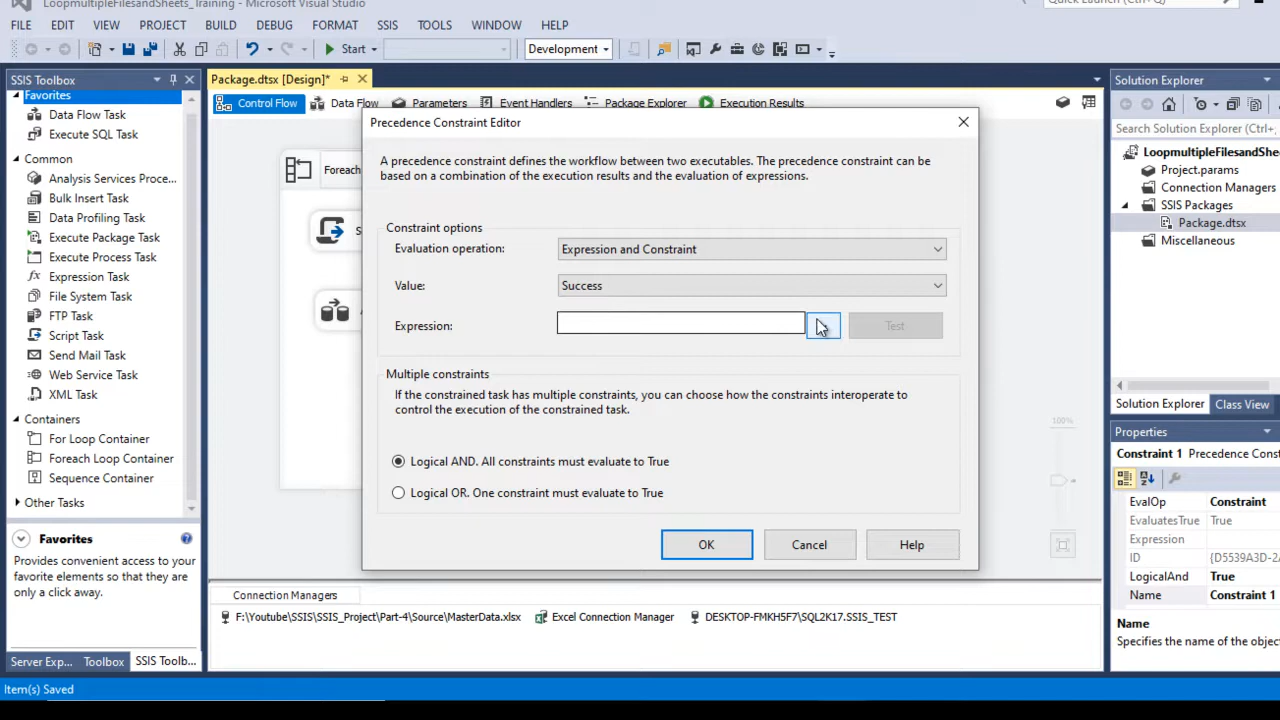 LoopmultipleFilesandSheets_Training - Microsoft Visual Studio
Quick Launch (Ctrl+Q)
FILE EDIT VIEW PROJECT BUILD DEBUG FORMAT SSIS TOOLS WINDOW HELP
Start
Development
SSIS Toolbox
Favorites
Data Flow Task
Execute SQL Task
Common
Analysis Services Proce...
Bulk Insert Task
Data Profiling Task
Execute Package Task
Execute Process Task
Expression Task
File System Task
FTP Task
Script Task
Send Mail Task
Web Service Task
XML Task
Containers
For Loop Container
Foreach Loop Container
Sequence Container
Other Tasks
Favorites
Provides convenient access to your
favorite elements so that they are
only a click away.
Server Exp... Toolbox SSIS Toolb...
Package.dtsx [Design]*
Control Flow Data Flow Parameters Event Handlers Package Explorer Execution Results
Foreach
S
Precedence Constraint Editor
A precedence constraint defines the workflow between two executables. The precedence constraint can be
based on a combination of the execution results and the evaluation of expressions.
Constraint options
Evaluation operation: Expression and Constraint
Value: Success
Expression: Test
Multiple constraints
If the constrained task has multiple constraints, you can choose how the constraints interoperate to
control the execution of the constrained task.
Logical AND. All constraints must evaluate to True
Logical OR. One constraint must evaluate to True
OK Cancel Help
100%
Connection Managers
F:\Youtube\SSIS\SSIS_Project\Part-4\Source\MasterData.xlsx Excel Connection Manager DESKTOP-FMKH5F7\SQL2K17.SSIS_TEST
Solution Explorer
Search Solution Explorer (Ctrl+;
LoopmultipleFilesandSheets
Project.params
Connection Managers
SSIS Packages
Package.dtsx
Miscellaneous
Solution Explorer Class View
Properties
Constraint 1 Precedence Con
EvalOp Constraint
EvaluatesTrue True
Expression
ID {D5539A3D-2
LogicalAnd True
Name Constraint 1
Name
Specifies the name of the object
Item(s) Saved